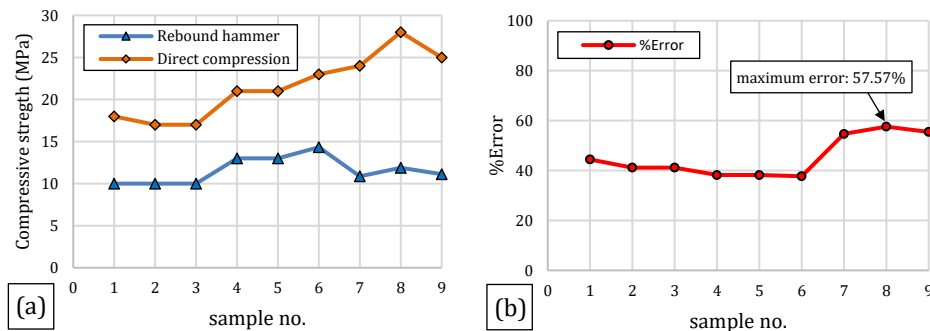 30
25
20
15
10
5
0
Compressive stregth (MPa)
Rebound hammer
Direct compression
0 1 2 3 4 5 6 7 8 9
sample no.
(a)
100
80
60
40
20
0
%Error
%Error
maximum error: 57.57%
0 1 2 3 4 5 6 7 8 9
sample no.
(b)